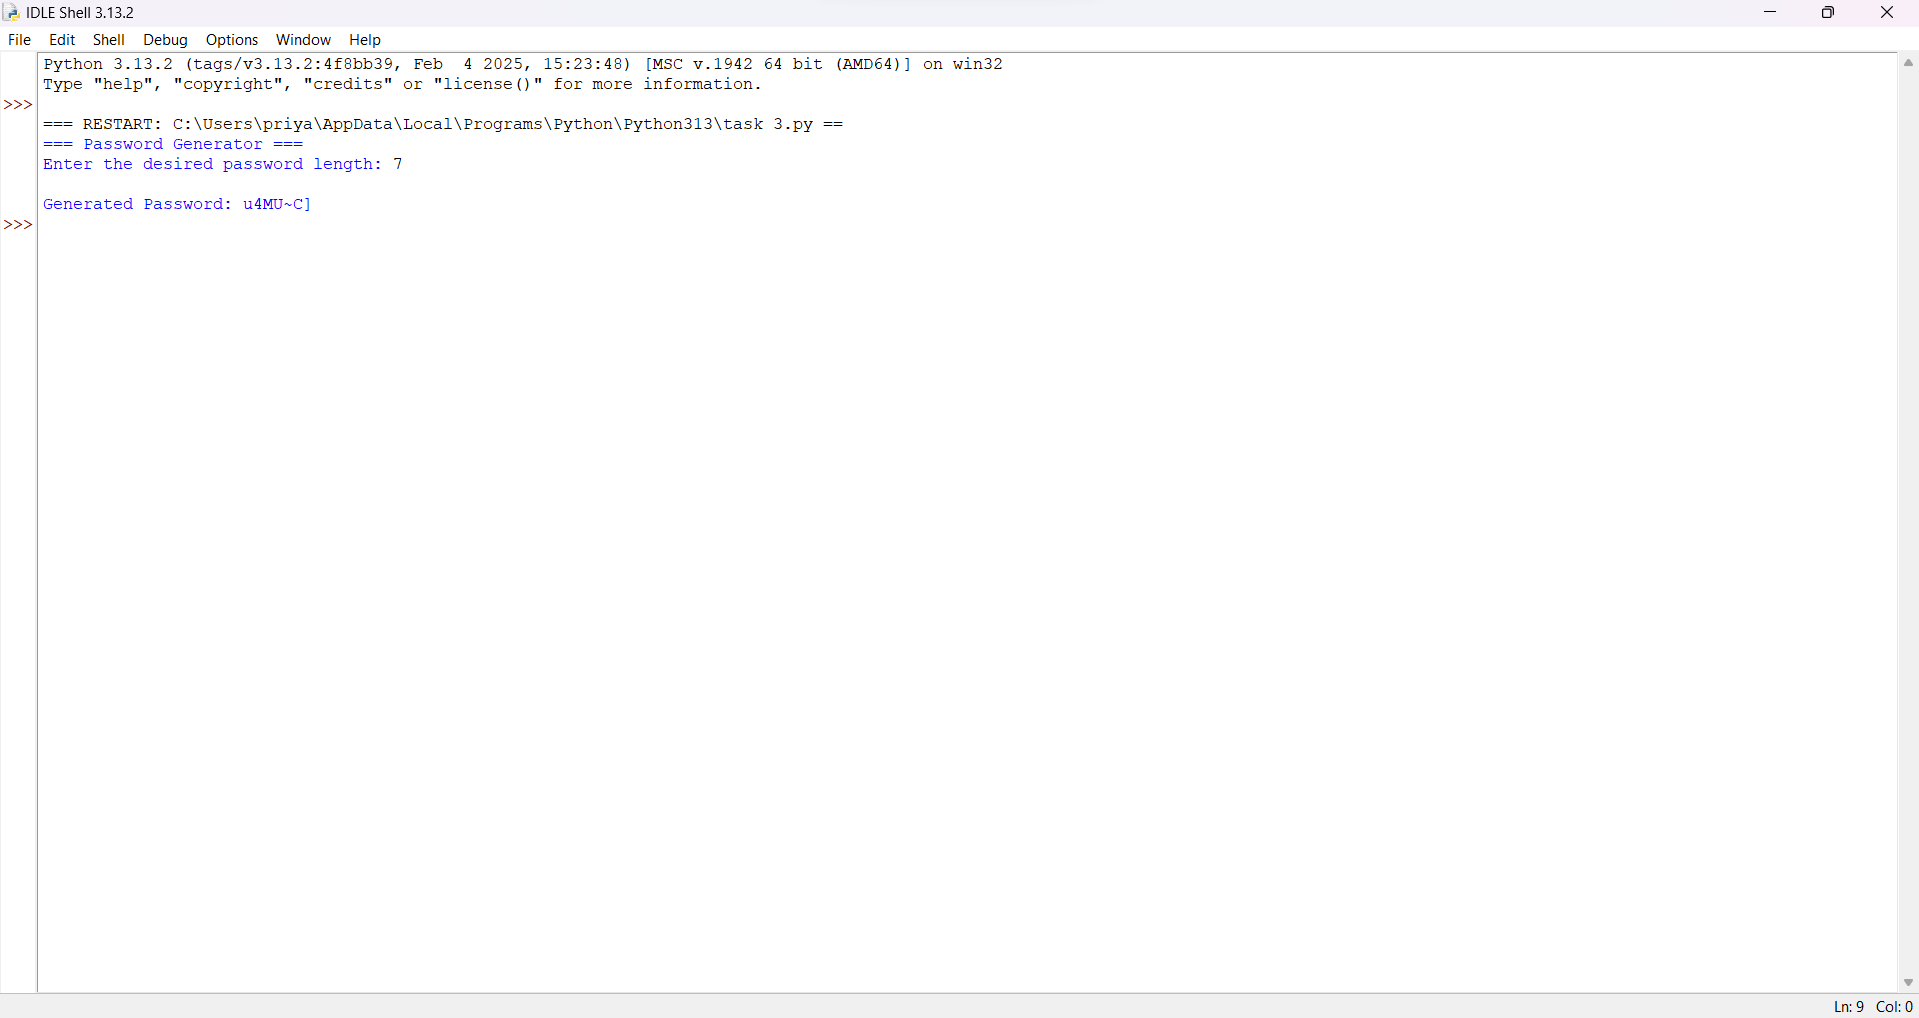 IDLE Shell 3.13.2
File Edit Shell Debug Options Window Help
Python 3.13.2 (tags/v3.13.2:4f8bb39, Feb  4 2025, 15:23:48) [MSC v.1942 64 bit (AMD64)] on win32
Type "help", "copyright", "credits" or "license()" for more information.
>>>
=== RESTART: C:\Users\priya\AppData\Local\Programs\Python\Python313\task 3.py ==
=== Password Generator ===
Enter the desired password length: 7
Generated Password: u4MU~C]
>>>
Ln: 9 Col: 0